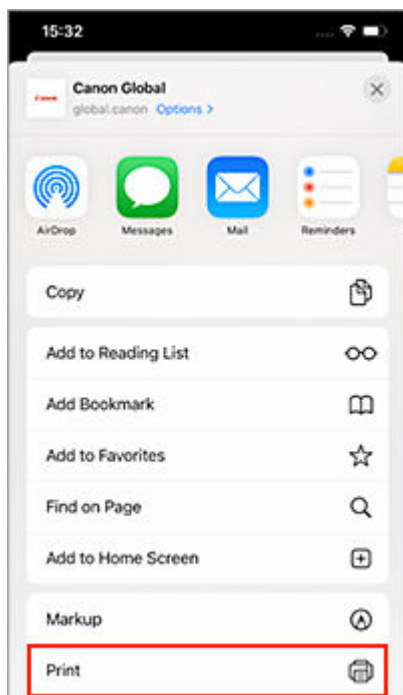 15:32
Canon
Canon Global
global.canon Options >
AirDrop
Messages
Mail
Reminders
Copy
Add to Reading List
Add Bookmark
Add to Favorites
Find on Page
Add to Home Screen
Markup
Print